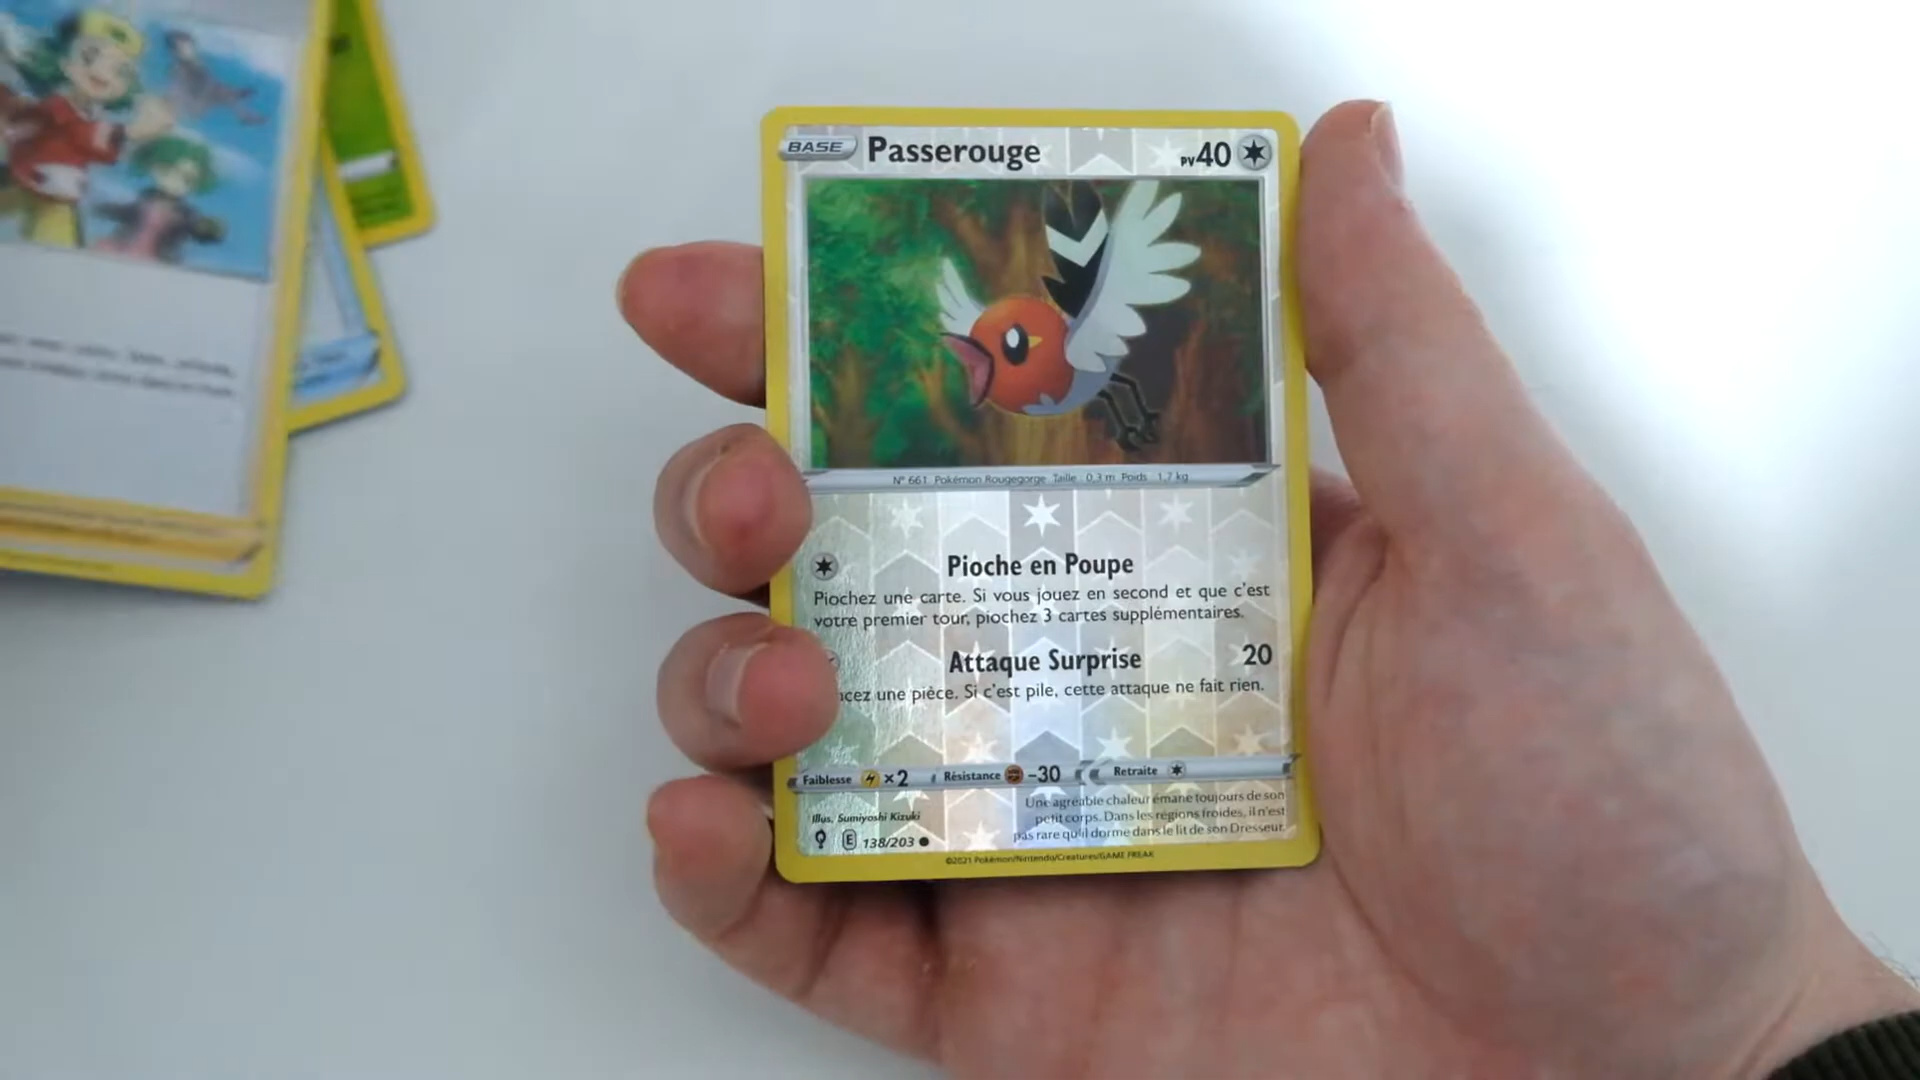 BASE Passerouge PV40
N° 661 Pokémon Rougegorge Taille : 0,3 m Poids : 1,7 kg
Pioche en Poupe
Piochez une carte. Si vous jouez en second et que c'est
votre premier tour, piochez 3 cartes supplémentaires.
Attaque Surprise 20
une pièce. Si c'est pile, cette attaque ne fait rien.
Faiblesse ×2 Résistance -30 Retraite
Une agréable chaleur émane toujours de son
petit corps. Dans les régions froides, il n'est
pas rare qu'il dorme dans le lit de son Dresseur.
Illus. Sumiyoshi Kizuki
E 138/203
©2021 Pokémon/Nintendo/Creatures/GAME FREAK